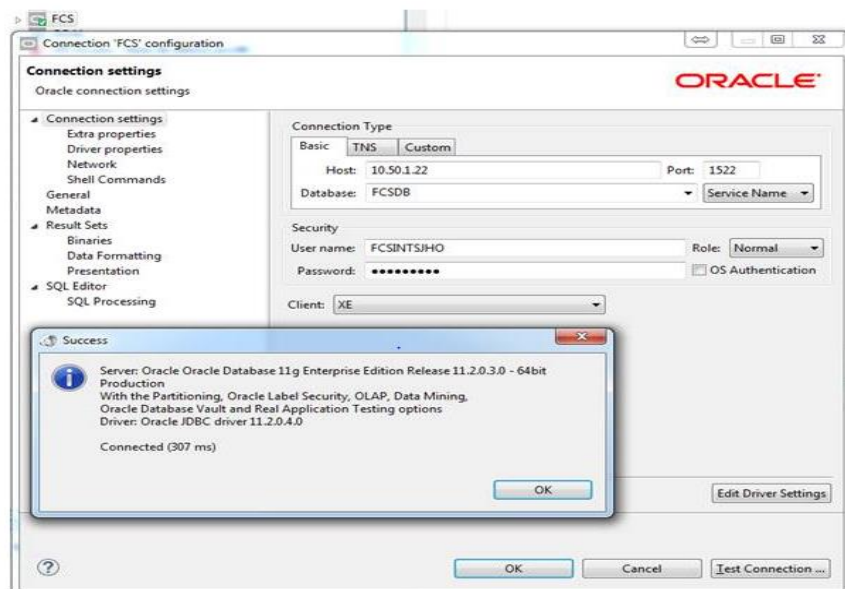 FCS
Connection 'FCS' configuration
Connection settings
Oracle connection settings
ORACLE
Connection settings
Extra properties
Driver properties
Network
Shell Commands
General
Metadata
Result Sets
Binaries
Data Formatting
Presentation
SQL Editor
SQL Processing
Connection Type
Basic TNS Custom
Host: 10.50.1.22 Port: 1522
Database: FCSDB Service Name
Security
User name: FCSINTSJHO Role: Normal
Password: ●●●●●●●●● OS Authentication
Client: XE
Success
Server: Oracle Oracle Database 11g Enterprise Edition Release 11.2.0.3.0 - 64bit
Production
With the Partitioning, Oracle Label Security, OLAP, Data Mining,
Oracle Database Vault and Real Application Testing options
Driver: Oracle JDBC driver 11.2.0.4.0
Connected (307 ms)
OK
Edit Driver Settings
OK Cancel Test Connection ...